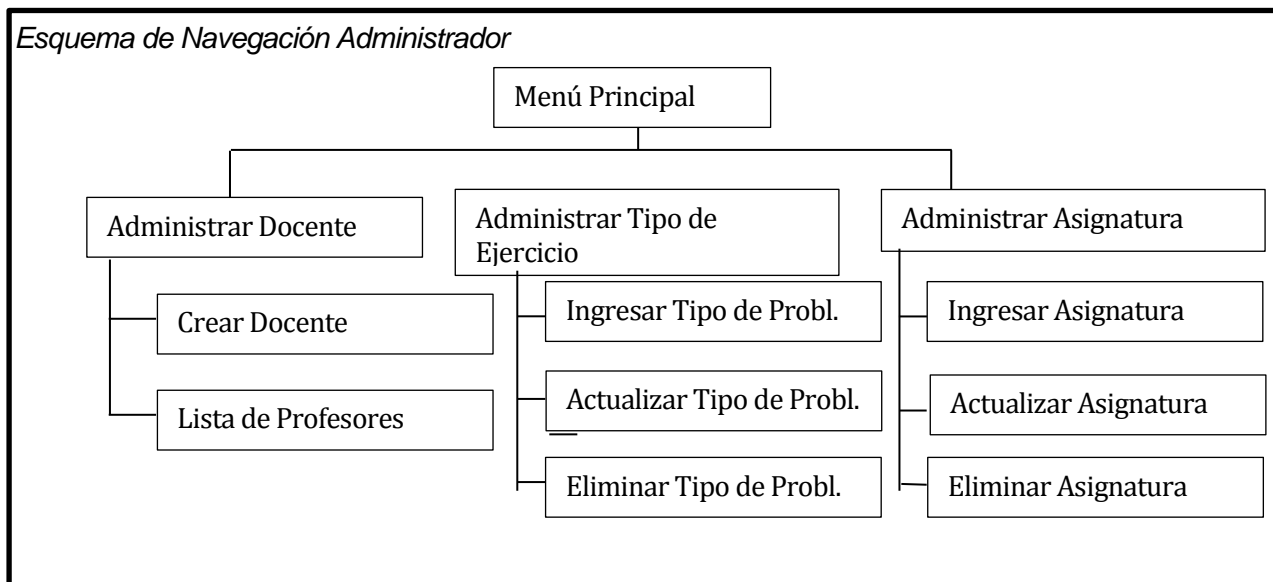 Esquema de Navegación Administrador
Menú Principal
Administrar Docente
Administrar Tipo de
Ejercicio
Administrar Asignatura
Crear Docente
Lista de Profesores
Ingresar Tipo de Probl.
Actualizar Tipo de Probl.
Eliminar Tipo de Probl.
Ingresar Asignatura
Actualizar Asignatura
Eliminar Asignatura